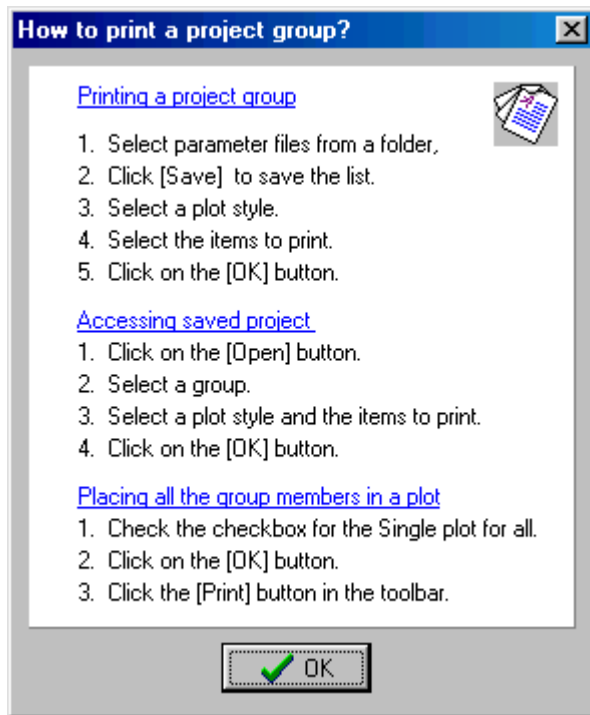 How to print a project group?
Printing a project group
1. Select parameter files from a folder,
2. Click [Save] to save the list.
3. Select a plot style.
4. Select the items to print.
5. Click on the [OK] button.
Accessing saved project
1. Click on the [Open] button.
2. Select a group.
3. Select a plot style and the items to print.
4. Click on the [OK] button.
Placing all the group members in a plot
1. Check the checkbox for the Single plot for all.
2. Click on the [OK] button.
3. Click the [Print] button in the toolbar.
OK